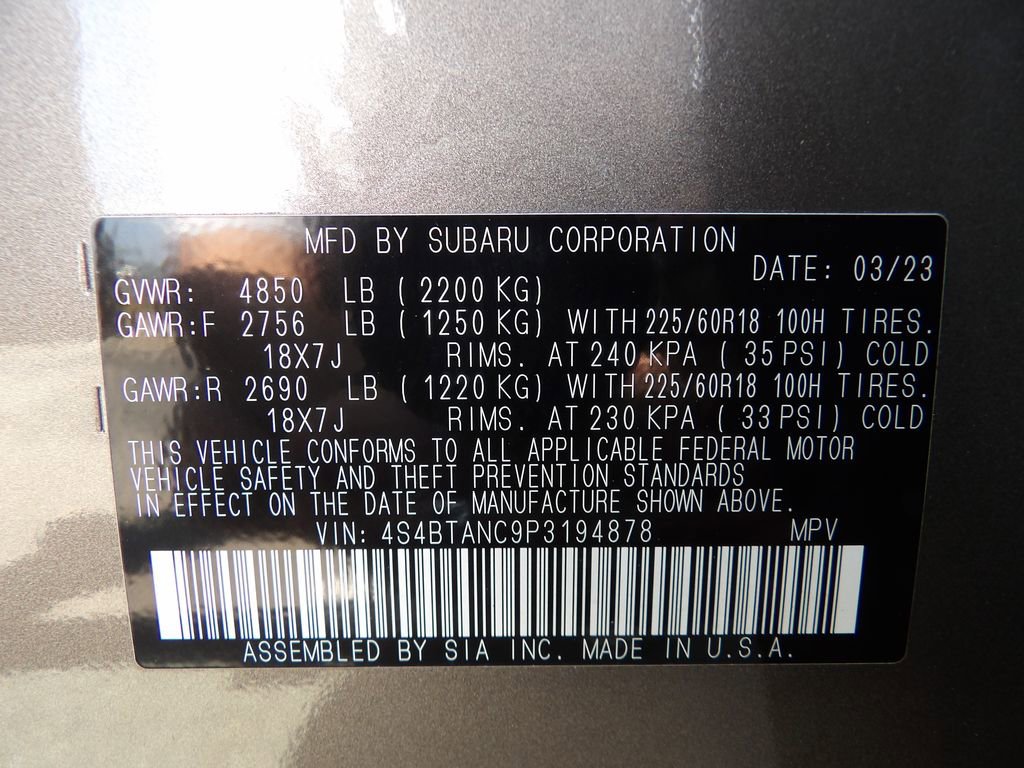 MFD BY SUBARU CORPORATION
DATE: 03/23
GVWR: 4850 LB ( 2200 KG)
GAWR:F 2756 LB ( 1250 KG) WITH 225/60R18 100H TIRES.
18X7J RIMS. AT 240 KPA ( 35 PSI) COLD
GAWR:R 2690 LB ( 1220 KG) WITH 225/60R18 100H TIRES.
18X7J RIMS. AT 230 KPA ( 33 PSI) COLD
THIS VEHICLE CONFORMS TO ALL APPLICABLE FEDERAL MOTOR
VEHICLE SAFETY AND THEFT PREVENTION STANDARDS
IN EFFECT ON THE DATE OF MANUFACTURE SHOWN ABOVE.
VIN: 4S4BTANC9P3194878 MPV
ASSEMBLED BY SIA INC. MADE IN U.S.A.